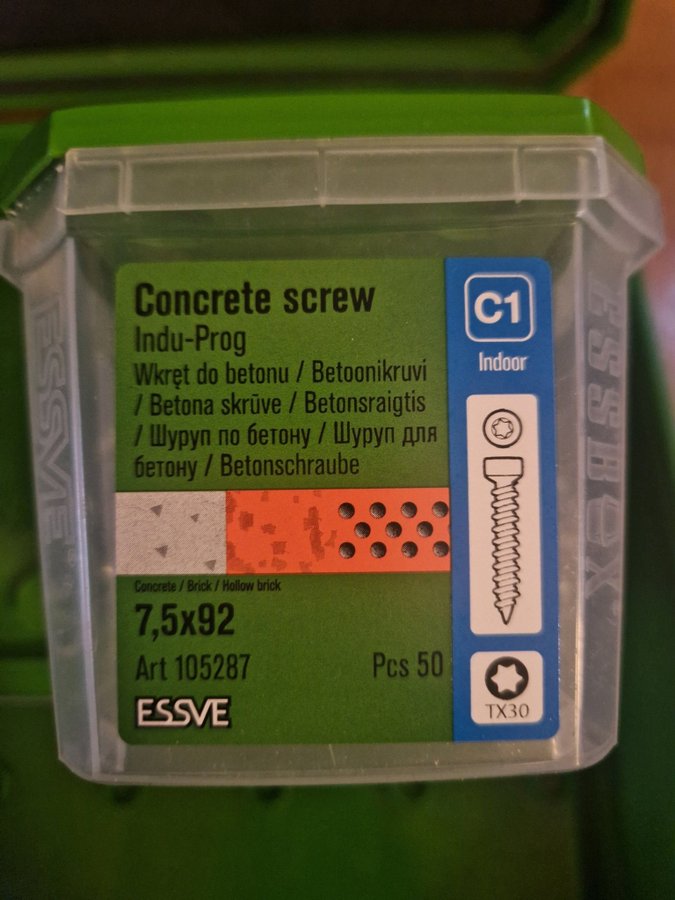 Concrete screw
Indu-Prog
Wkręt do betonu / Betoonikruvi
/ Betona skrūve / Betonsraigtis
/ Шуруп по бетону / Шуруп для
бетону / Betonschraube
Concrete / Brick / Hollow brick
7,5x92
Art 105287 Pcs 50
ESSVE
C1
Indoor
TX30
ESSVE
ESSBOX